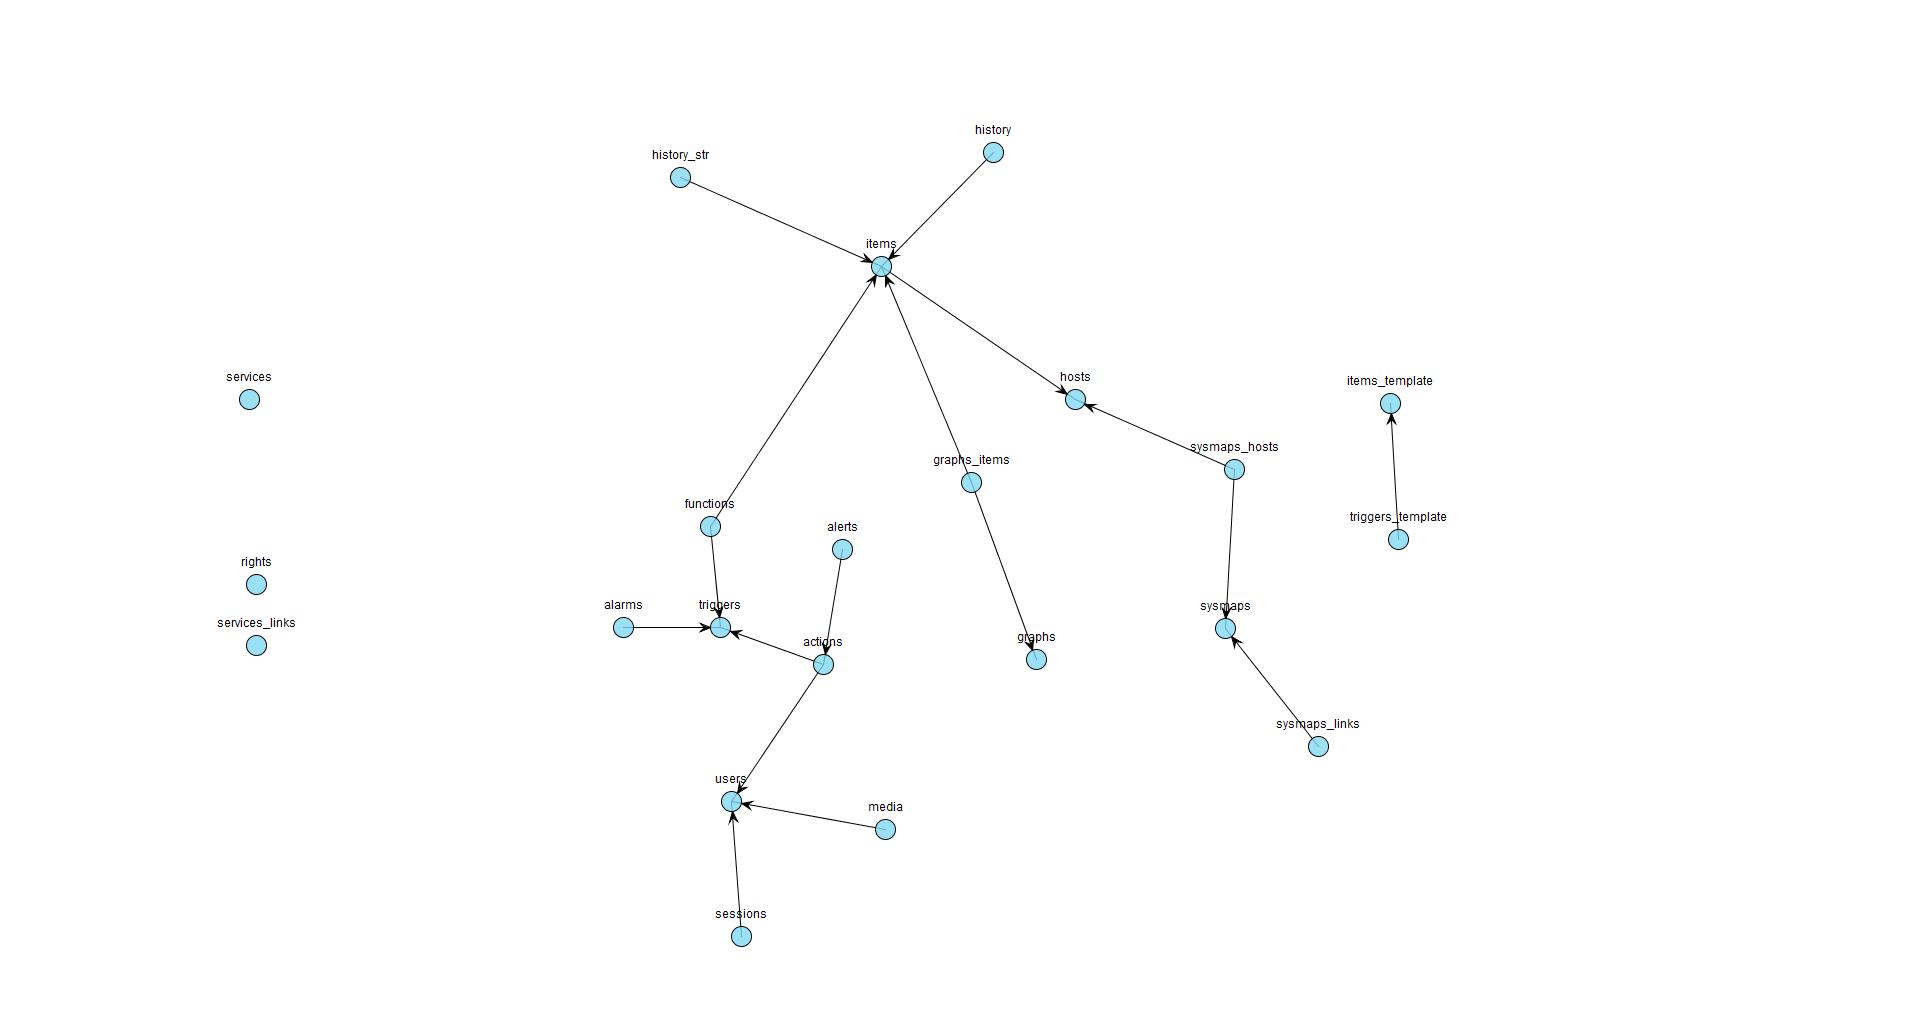 history
history_str
items
services
hosts
items_template
sysmaps_hosts
graphs_items
functions
triggers_template
alerts
rights
alarms
triggers
sysmaps
services_links
graphs
actions
sysmaps_links
users
media
sessions